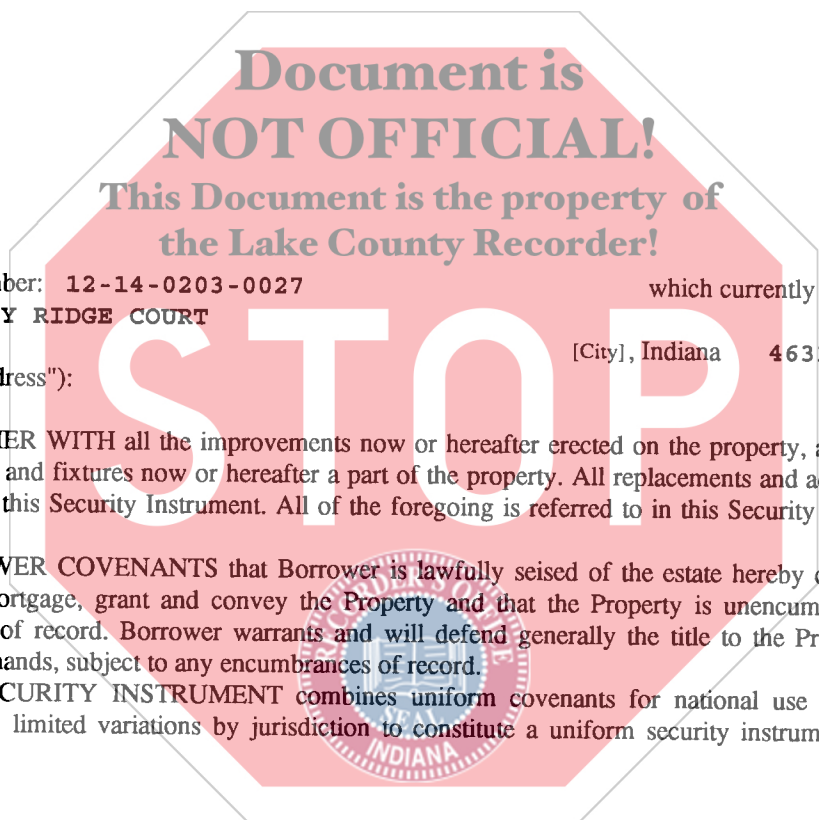 Document is
NOT OFFICIAL!
This Document is the property of
the Lake County Recorder!
ber: 12-14-0203-0027 which currently
Y RIDGE COURT
[City], Indiana 463
dress"):
STOP
ER WITH all the improvements now or hereafter erected on the property, a
and fixtures now or hereafter a part of the property. All replacements and a
this Security Instrument. All of the foregoing is referred to in this Security
WER COVENANTS that Borrower is lawfully seised of the estate hereby
ortgage, grant and convey the Property and that the Property is unencum
of record. Borrower warrants and will defend generally the title to the Pr
ands, subject to any encumbrances of record.
CURITY INSTRUMENT combines uniform covenants for national use
limited variations by jurisdiction to constitute a uniform security instrum
RECORDER'S OFFICE
SEAL
INDIANA